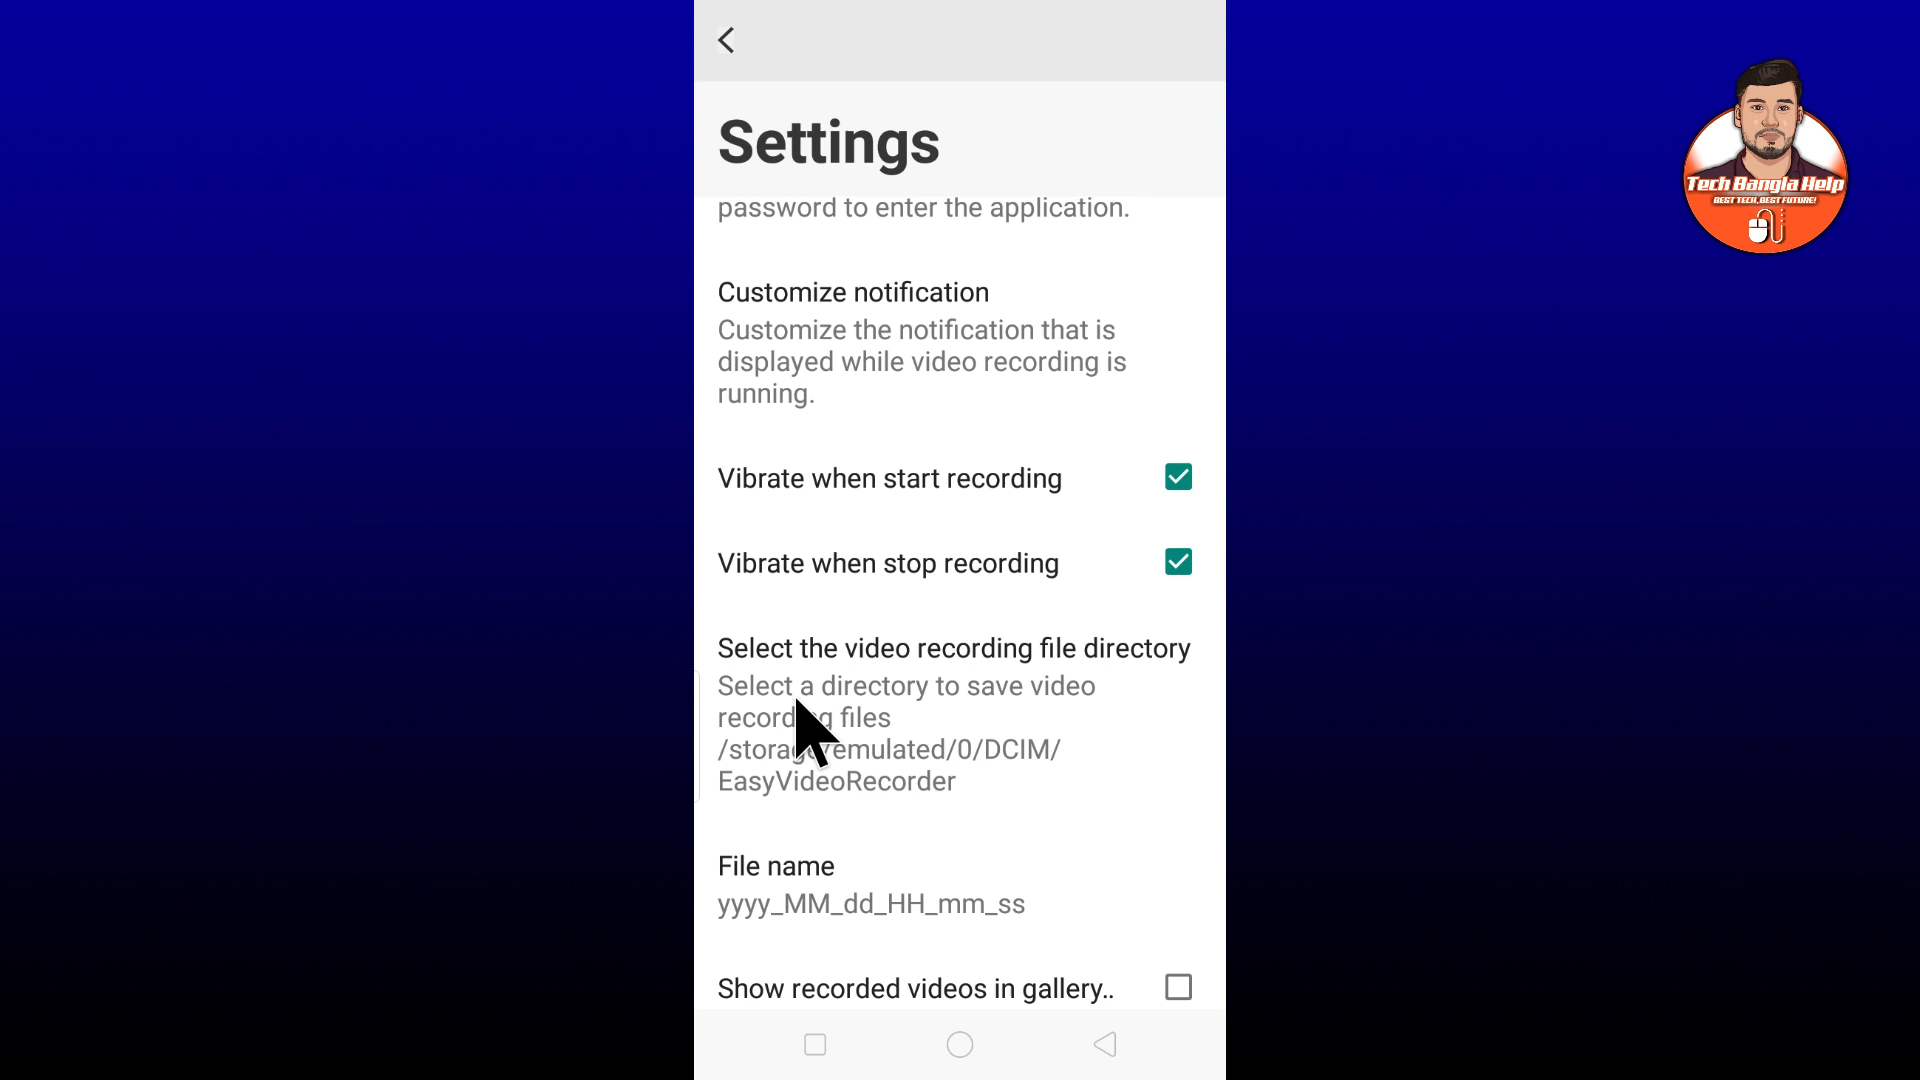 Settings
password to enter the application.
Customize notification
Customize the notification that is
displayed while video recording is
running.
Vibrate when start recording
Vibrate when stop recording
Select the video recording file directory
Select a directory to save video
recording files
/storage/emulated/0/DCIM/
EasyVideoRecorder
File name
yyyy_MM_dd_HH_mm_ss
Show recorded videos in gallery..
Tech Bangla Help
BEST TECH, BEST FUTURE!